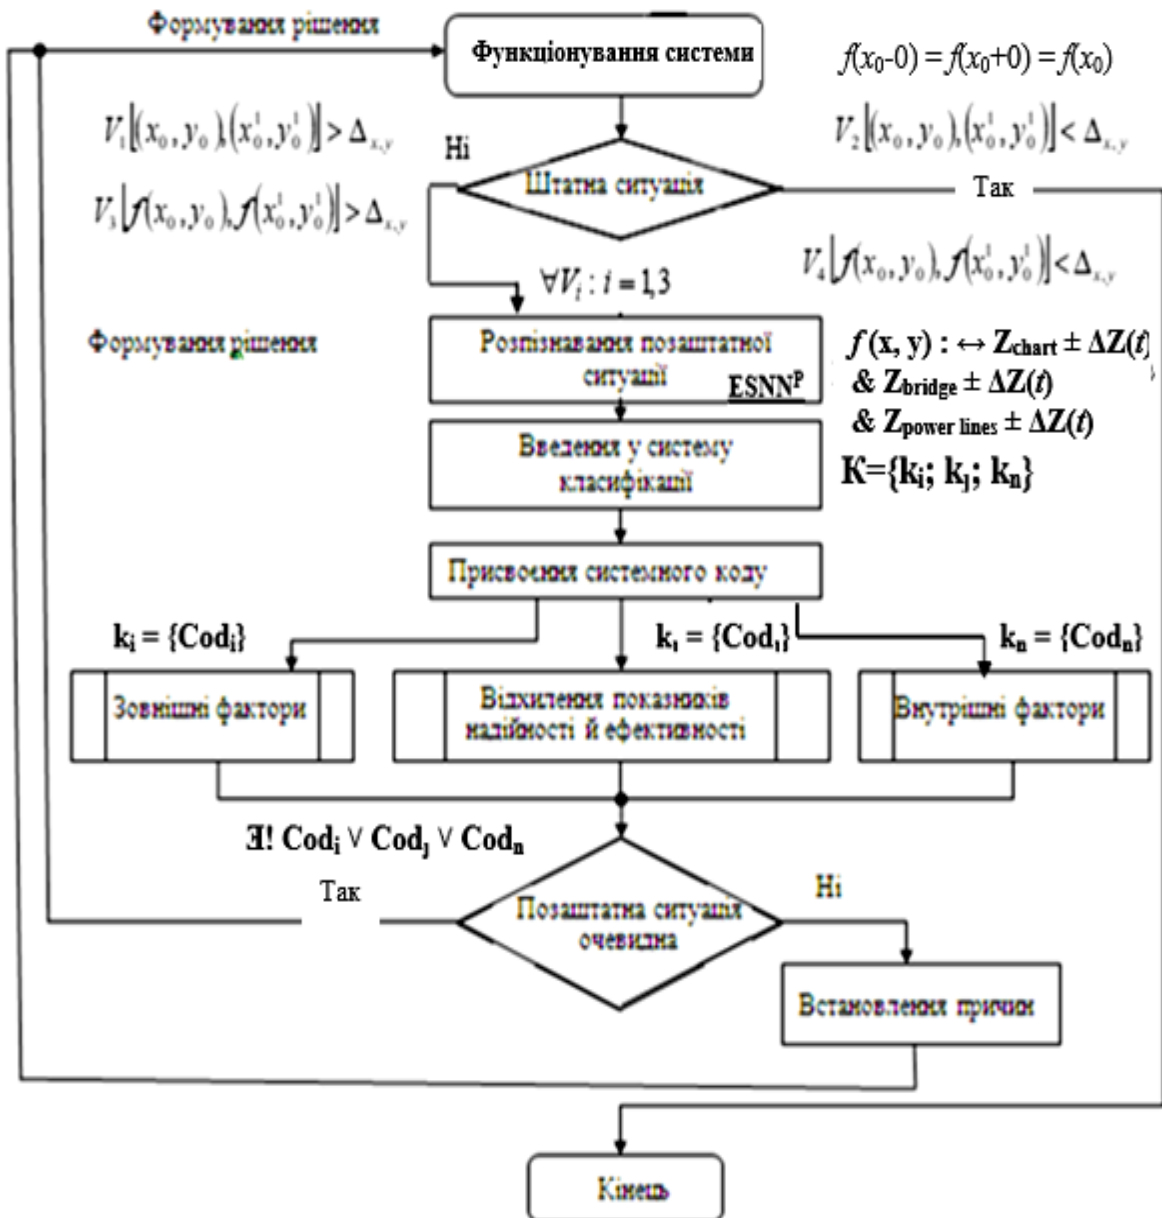 Формування рішення
Функціонування системи
f(x₀-0) = f(x₀+0) = f(x₀)
V₁[(x₀, y₀),(x₀¹, y₀¹)] > Δx,y
Ні
V₂[(x₀, y₀),(x₀¹, y₀¹)] < Δx,y
Штатна ситуація
Так
V₃[f(x₀, y₀), f(x₀¹, y₀¹)] > Δx,y
V₄[f(x₀, y₀), f(x₀¹, y₀¹)] < Δx,y
∀Vᵢ : i = 1,3
Формування рішення
Розпізнавання позаштатної
ситуації
ESNNᴾ
f (x, y) : ↔ Zchart ± ΔZ(t)
& Zbridge ± ΔZ(t)
& Zpower lines ± ΔZ(t)
Введення у систему
класифікації
K={kᵢ; kⱼ; kₙ}
Присвоєння системного коду
kᵢ = {Codᵢ}
kⱼ = {Codⱼ}
kₙ = {Codₙ}
Зовнішні фактори
Відхилення показників
надійності й ефективності
Внутрішні фактори
∃! Codᵢ ∨ Codⱼ ∨ Codₙ
Так
Ні
Позаштатна ситуація
очевидна
Встановлення причин
Кінець